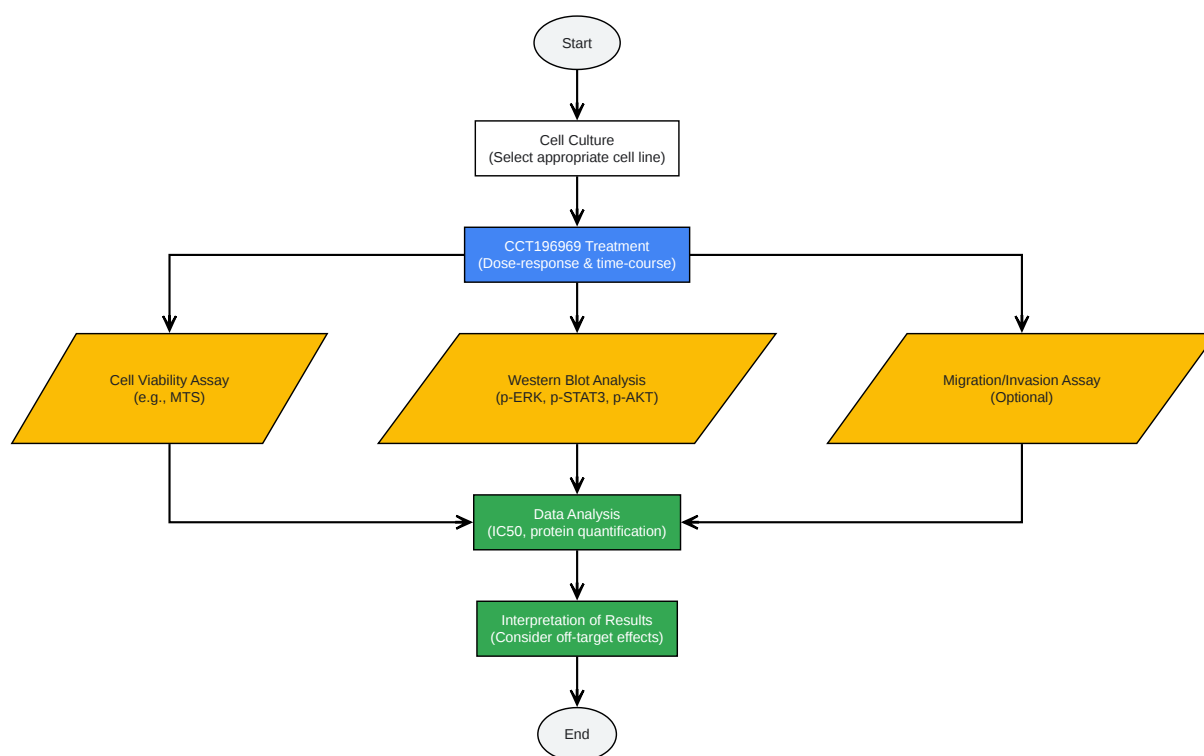 Start
Cell Culture
(Select appropriate cell line)
CCT196969 Treatment
(Dose-response & time-course)
Cell Viability Assay
(e.g., MTS)
Western Blot Analysis
(p-ERK, p-STAT3, p-AKT)
Migration/Invasion Assay
(Optional)
Data Analysis
(IC50, protein quantification)
Interpretation of Results
(Consider off-target effects)
End